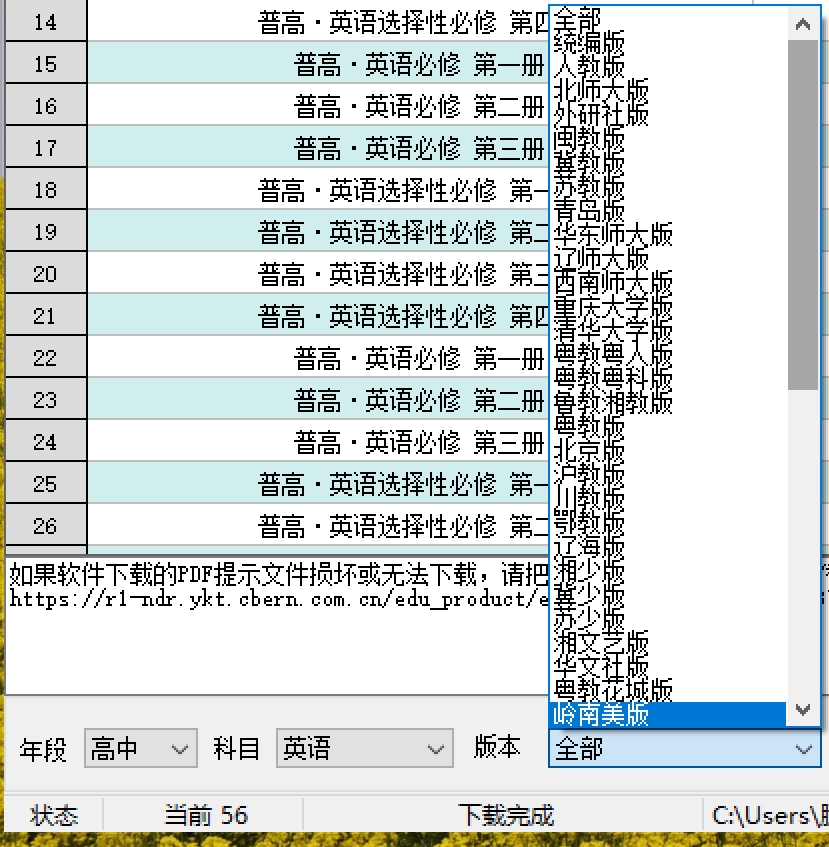 14 普高·英语选择性必修 第四
15 普高·英语必修 第一册
16 普高·英语必修 第二册
17 普高·英语必修 第三册
18 普高·英语选择性必修 第一
19 普高·英语选择性必修 第二
20 普高·英语选择性必修 第三
21 普高·英语选择性必修 第四
22 普高·英语必修 第一册
23 普高·英语必修 第二册
24 普高·英语必修 第三册
25 普高·英语选择性必修 第一
26 普高·英语选择性必修 第二
全部
统编版
人教版
北师大版
外研社版
闽教版
冀教版
苏教版
青岛版
华东师大版
辽师大版
西南师大版
重庆大学版
清华大学版
粤教粤人版
粤教粤科版
鲁教湘教版
粤教版
北京版
沪教版
川教版
鄂教版
辽海版
湘少版
冀少版
苏少版
湘文艺版
华文社版
粤教花城版
岭南美版
如果软件下载的PDF提示文件损坏或无法下载，请把
https://r1-ndr.ykt.cbern.com.cn/edu_product/e
年段 高中 科目 英语 版本 全部
状态 当前 56 下载完成 C:\Users\